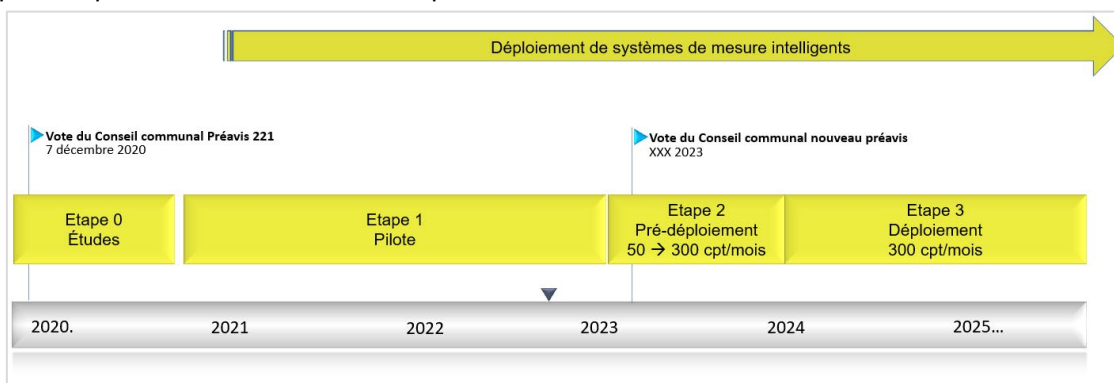 Déploiement de systèmes de mesure intelligents
Vote du Conseil communal Préavis 221
7 décembre 2020
Vote du Conseil communal nouveau préavis
XXX 2023
Etape 0
Études
Etape 1
Pilote
Etape 2
Pré-déploiement
50 → 300 cpt/mois
Etape 3
Déploiement
300 cpt/mois
2020.
2021
2022
2023
2024
2025...